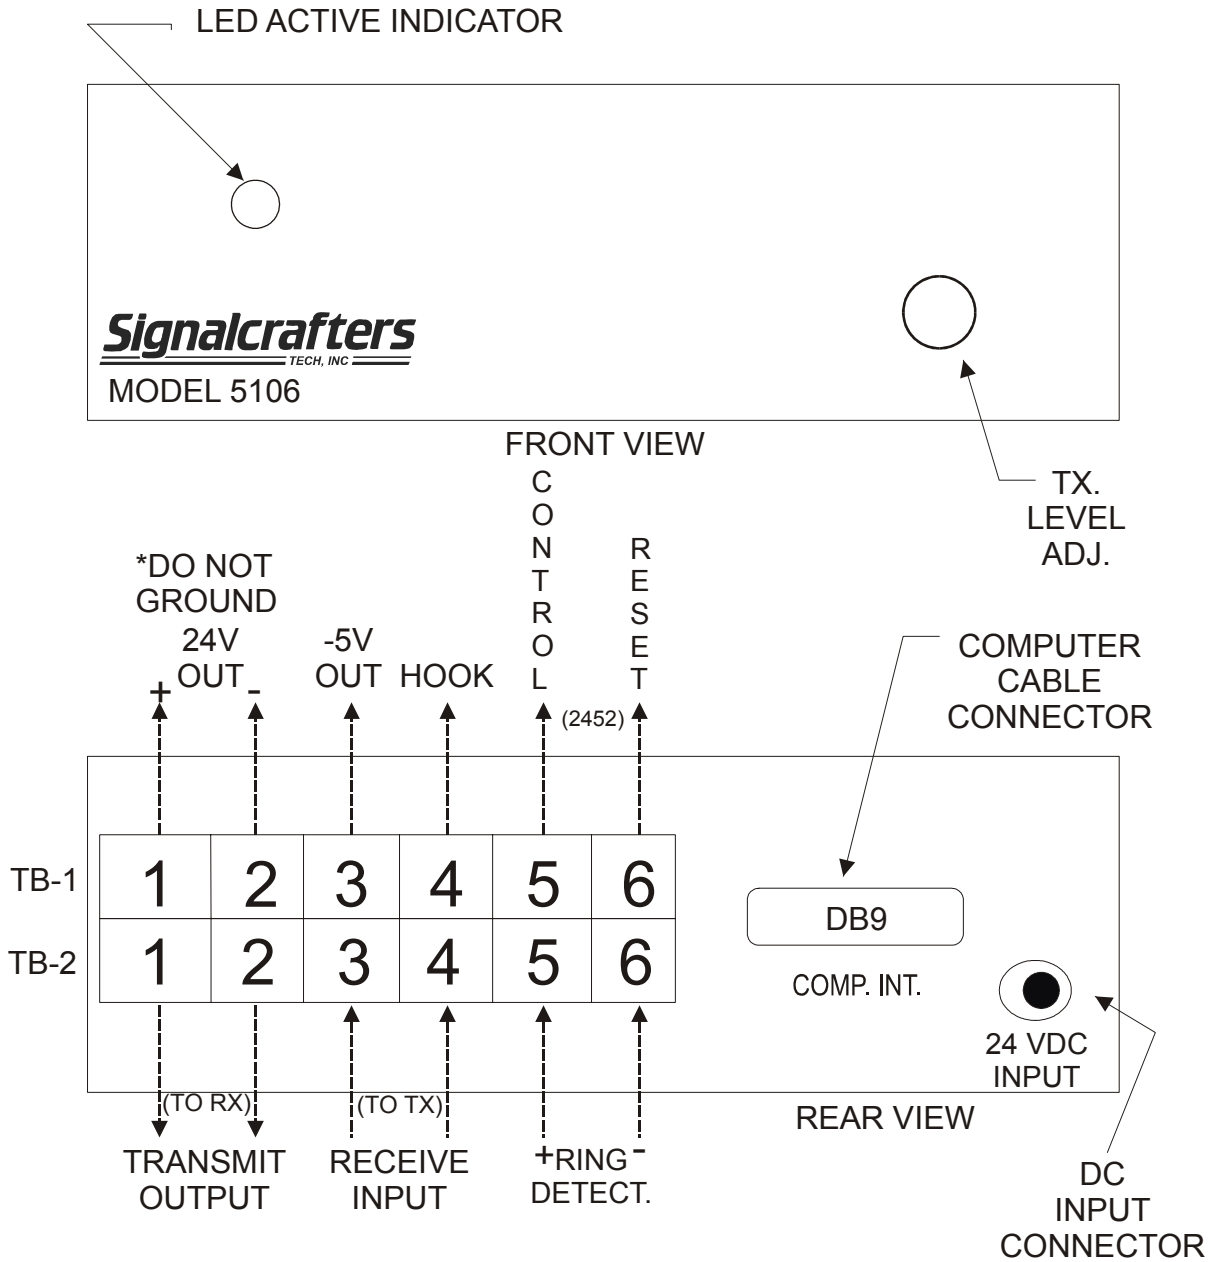 LED ACTIVE INDICATOR
Signalcrafters
TECH, INC
MODEL 5106
FRONT VIEW
TX.
LEVEL
ADJ.
*DO NOT
GROUND
24V
OUT
+ -
-5V
OUT
HOOK
CONTROL
(2452)
RESET
COMPUTER
CABLE
CONNECTOR
TB-1 1 2 3 4 5 6
TB-2 1 2 3 4 5 6
DB9
COMP. INT.
24 VDC
INPUT
REAR VIEW
(TO RX)
TRANSMIT
OUTPUT
(TO TX)
RECEIVE
INPUT
+RING-
DETECT.
DC
INPUT
CONNECTOR